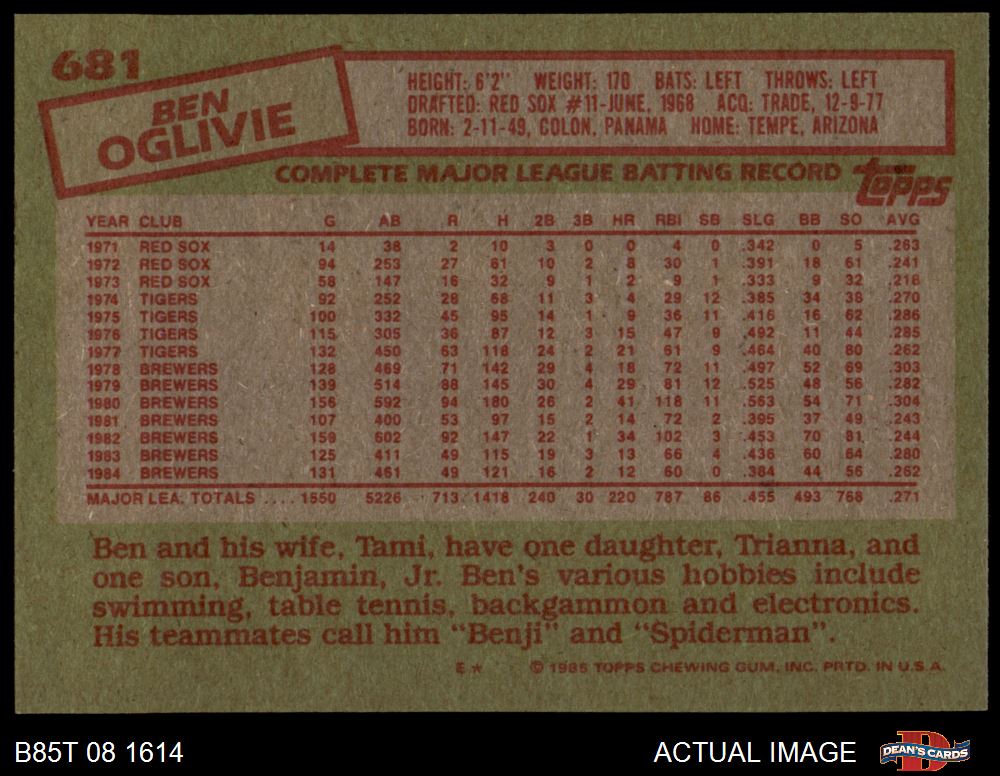 681
BEN
OGLIVIE
HEIGHT: 6'2" WEIGHT: 170 BATS: LEFT THROWS: LEFT
DRAFTED: RED SOX #11-JUNE, 1968 ACQ: TRADE, 12-9-77
BORN: 2-11-49, COLON, PANAMA HOME: TEMPE, ARIZONA
COMPLETE MAJOR LEAGUE BATTING RECORD topps
YEAR CLUB G AB R H 2B 3B HR RBI SB SLG BB SO AVG
1971 RED SOX 14 38 2 10 3 0 0 4 0 .342 0 5 .263
1972 RED SOX 94 253 27 61 10 2 8 30 1 .391 18 61 .241
1973 RED SOX 58 147 16 32 9 1 2 9 1 .333 9 32 .218
1974 TIGERS 92 252 28 68 11 3 4 29 12 .385 34 38 .270
1975 TIGERS 100 332 45 95 14 1 9 36 11 .416 16 62 .286
1976 TIGERS 115 305 36 87 12 3 15 47 9 .492 11 44 .285
1977 TIGERS 132 450 63 118 24 2 21 61 9 .464 40 80 .262
1978 BREWERS 128 469 71 142 29 4 18 72 11 .497 52 69 .303
1979 BREWERS 139 514 88 145 30 4 29 81 12 .525 48 56 .282
1980 BREWERS 156 592 94 180 26 2 41 118 11 .563 54 71 .304
1981 BREWERS 107 400 53 97 15 2 14 72 2 .395 37 49 .243
1982 BREWERS 159 602 92 147 22 1 34 102 3 .453 70 81 .244
1983 BREWERS 125 411 49 115 19 3 13 66 4 .436 60 64 .280
1984 BREWERS 131 461 49 121 16 2 12 60 0 .384 44 56 .262
MAJOR LEA. TOTALS .... 1550 5226 713 1418 240 30 220 787 86 .455 493 768 .271
Ben and his wife, Tami, have one daughter, Trianna, and
one son, Benjamin, Jr. Ben's various hobbies include
swimming, table tennis, backgammon and electronics.
His teammates call him "Benji" and "Spiderman".
E* © 1985 TOPPS CHEWING GUM, INC. PRTD. IN U.S.A.
B85T 08 1614 ACTUAL IMAGE DEAN'S CARDS